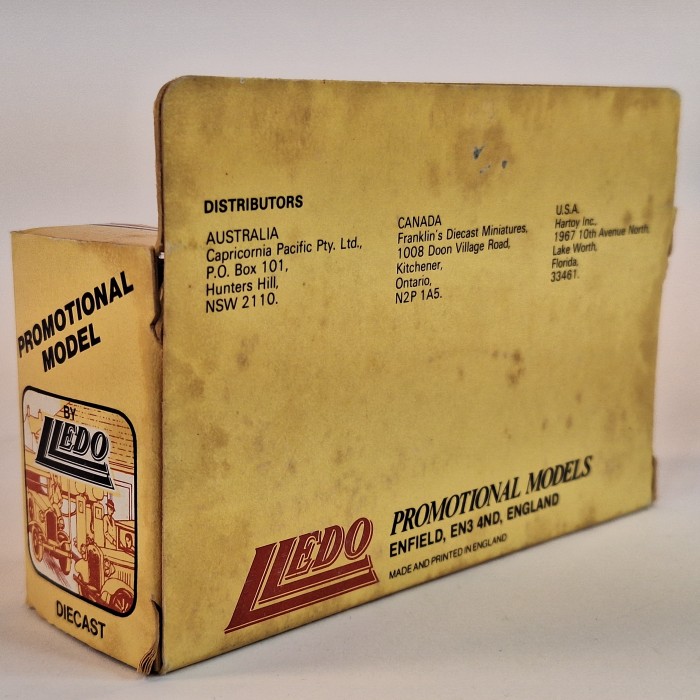 PROMOTIONAL
MODEL
BY
LLEDO
DIECAST
DISTRIBUTORS
AUSTRALIA
Capricornia Pacific Pty. Ltd.,
P.O. Box 101,
Hunters Hill,
NSW 2110.
CANADA
Franklin's Diecast Miniatures,
1008 Doon Village Road,
Kitchener,
Ontario,
N2P 1A5.
U.S.A.
Hartoy Inc.,
1967 10th Avenue North,
Lake Worth,
Florida,
33461.
LLEDO
PROMOTIONAL MODELS
ENFIELD, EN3 4ND, ENGLAND
MADE AND PRINTED IN ENGLAND